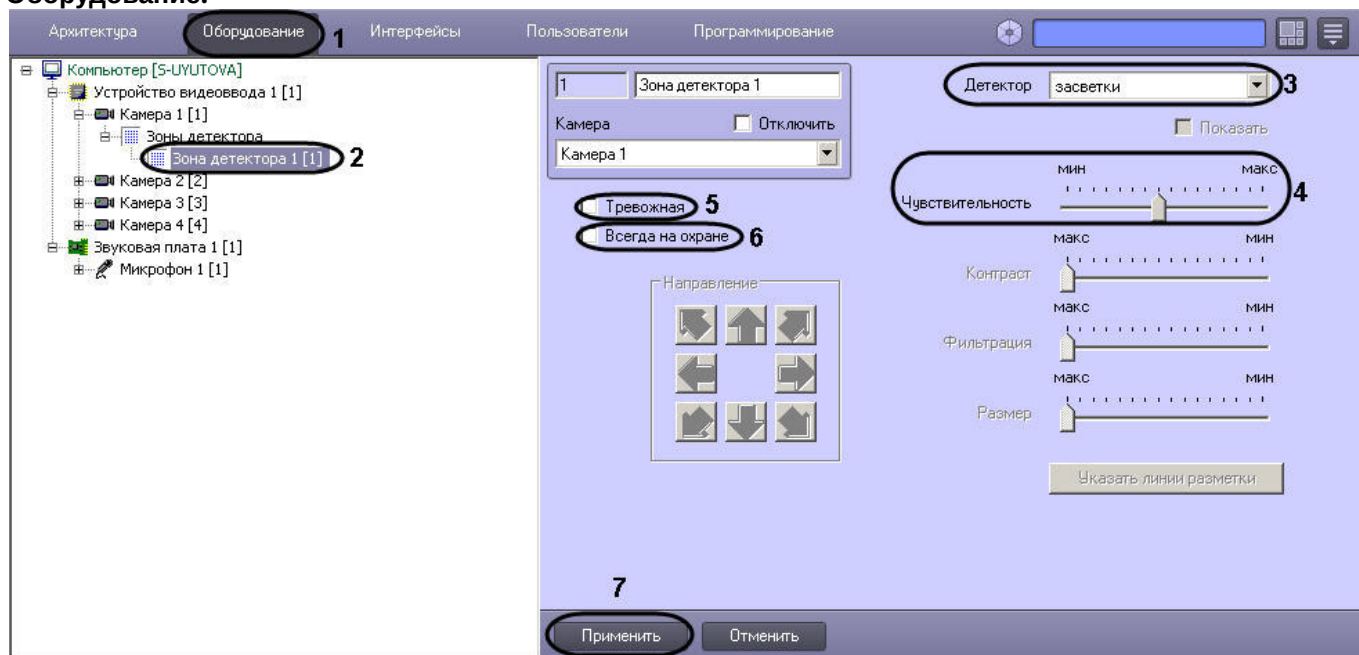 Оборудование.
Архитектура Оборудование 1 Интерфейсы Пользователи Программирование
Компьютер [S-UYUTOVA]
Устройство видеоввода 1 [1]
Камера 1 [1]
Зоны детектора
Зона детектора 1 [1] 2
Камера 2 [2]
Камера 3 [3]
Камера 4 [4]
Звуковая плата 1 [1]
Микрофон 1 [1]
1 Зона детектора 1
Камера Отключить
Камера 1
Тревожная 5
Всегда на охране 6
Направление
Детектор засветки 3
Показать
мин макс
Чувствительность 4
макс мин
Контраст
макс мин
Фильтрация
макс мин
Размер
Указать линии разметки
7
Применить Отменить